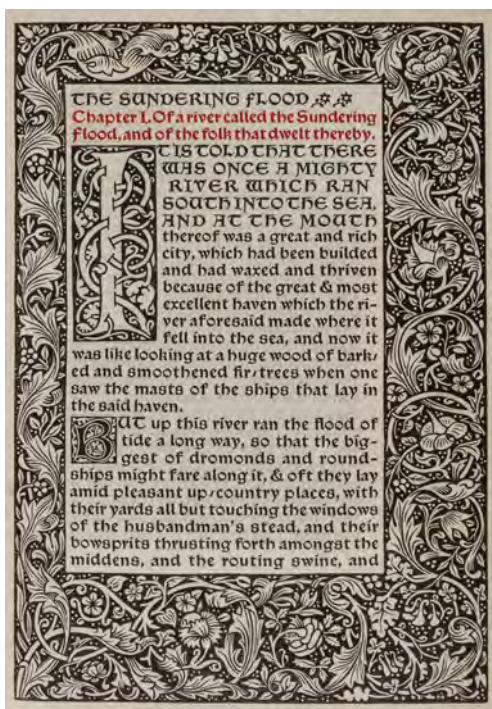 THE SUNDERING FLOOD
Chapter I. Of a river called the Sundering
Flood, and of the folk that dwelt thereby.
IT IS TOLD THAT THERE
WAS ONCE A MIGHTY
RIVER WHICH RAN
SOUTH INTO THE SEA,
AND AT THE MOUTH
thereof was a great and rich
city, which had been builded
and had waxed and thriven
because of the great & most
excellent haven which the ri-
ver aforesaid made where it
fell into the sea, and now it
was like looking at a huge wood of bark-
ed and smoothened fir-trees when one
saw the masts of the ships that lay in
the said haven.
BUT up this river ran the flood of
tide a long way, so that the big-
gest of dromonds and round-
ships might fare along it, & oft they lay
amid pleasant up-country places, with
their yards all but touching the windows
of the husbandman's stead, and their
bowsprits thrusting forth amongst the
middens, and the routing swine, and